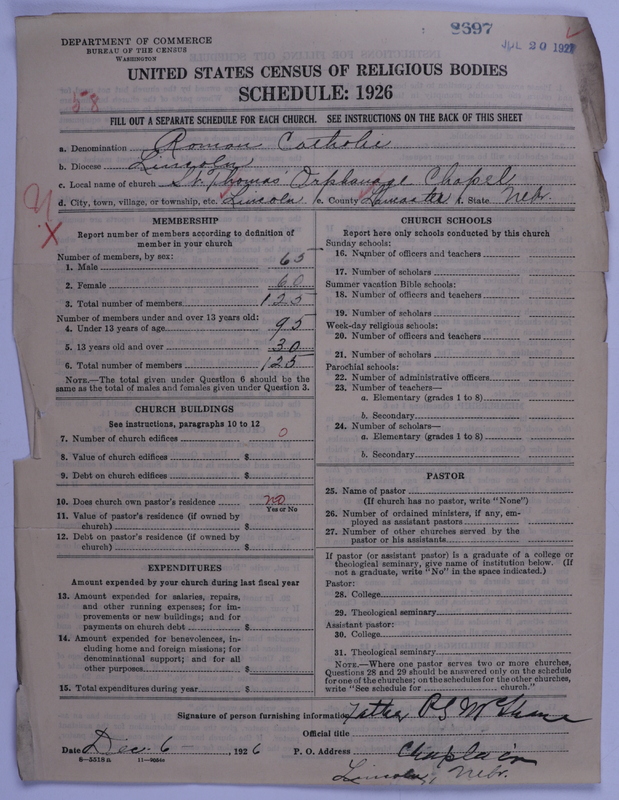 8697
JUL 20 1927
DEPARTMENT OF COMMERCE
BUREAU OF THE CENSUS
WASHINGTON
UNITED STATES CENSUS OF RELIGIOUS BODIES
SCHEDULE: 1926
58
FILL OUT A SEPARATE SCHEDULE FOR EACH CHURCH. SEE INSTRUCTIONS ON THE BACK OF THIS SHEET
a. Denomination Roman Catholic
b. Diocese Lincoln
c. Local name of church St. Thomas' Orphanage Chapel
d. City, town, village, or township, etc. Lincoln e. County Lancaster f. State Nebr.
MEMBERSHIP
Report number of members according to definition of member in your church
Number of members, by sex:
1. Male 65
2. Female 60
3. Total number of members 125
Number of members under and over 13 years old:
4. Under 13 years of age 95
5. 13 years old and over 30
6. Total number of members 125
NOTE.—The total given under Question 6 should be
same as the total of males and females given under Question 3.
CHURCH BUILDINGS
See instructions, paragraphs 10 to 12
7. Number of church edifices 0
8. Value of church edifices $
9. Debt on church edifices $
10. Does church own pastor's residence no
Yes or No
11. Value of pastor's residence (if owned by
church) $
12. Debt on pastor's residence (if owned by
church) $
EXPENDITURES
Amount expended by your church during last fiscal year
13. Amount expended for salaries, repairs,
and other running expenses; for im-
provements or new buildings; and for
payments on church debt $
14. Amount expended for benevolences, in-
cluding home and foreign missions; for
denominational support; and for all
other purposes $
15. Total expenditures during year $
CHURCH SCHOOLS
Report here only schools conducted by this church
Sunday schools:
16. Number of officers and teachers
17. Number of scholars
Summer vacation Bible schools:
18. Number of officers and teachers
19. Number of scholars
Week-day religious schools:
20. Number of officers and teachers
21. Number of scholars
Parochial schools:
22. Number of administrative officers
23. Number of teachers—
a. Elementary (grades 1 to 8)
b. Secondary
24. Number of scholars—
a. Elementary (grades 1 to 8)
b. Secondary
PASTOR
25. Name of pastor
(If church has no pastor, write "None")
26. Number of ordained ministers, if any, em-
ployed as assistant pastors
27. Number of other churches served by the
pastor or his assistants
If pastor (or assistant pastor) is a graduate of a college or
theological seminary, give name of institution below. (If
not a graduate, write "No" in the space indicated.)
Pastor:
28. College
29. Theological seminary
Assistant pastor:
30. College
31. Theological seminary
NOTE.—Where one pastor serves two or more churches,
Questions 28 and 29 should be answered only on the schedule
for one of the churches; on the schedules for the other churches,
write "See schedule for church."
Signature of person furnishing information Father P S McShane
Official title
Date Dec. 6 , 1926 P. O. Address Chaplain
8-5318 B 11-9664a Lincoln, Nebr.